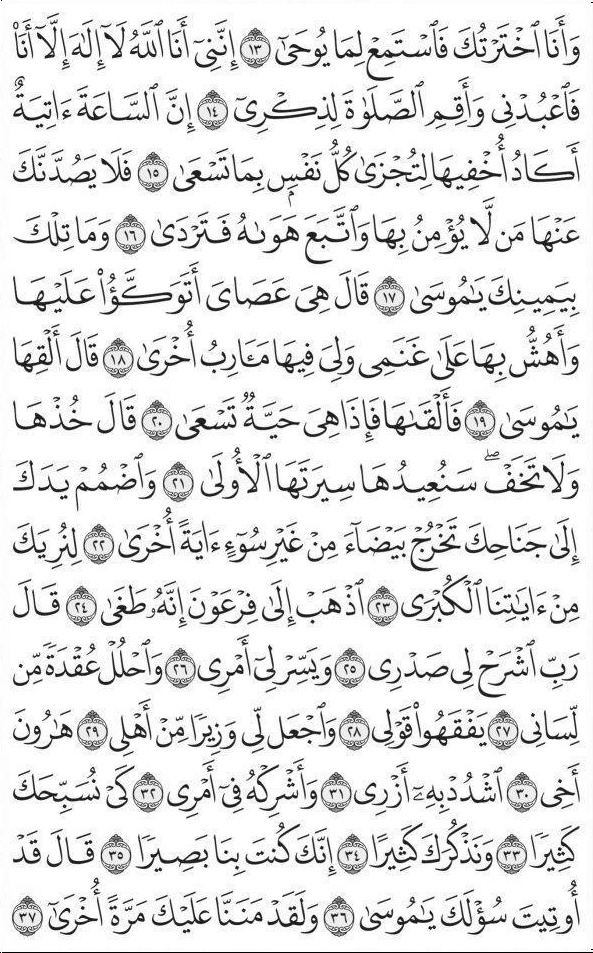 وَأَنَا ٱخْتَرْتُكَ فَٱسْتَمِعْ لِمَا يُوحَىٰٓ ١٣ إِنَّنِىٓ أَنَا ٱللَّهُ لَآ إِلَٰهَ إِلَّآ أَنَا۠
فَٱعْبُدْنِى وَأَقِمِ ٱلصَّلَوٰةَ لِذِكْرِىٓ ١٤ إِنَّ ٱلسَّاعَةَ ءَاتِيَةٌ
أَكَادُ أُخْفِيهَا لِتُجْزَىٰ كُلُّ نَفْسٍۭ بِمَا تَسْعَىٰ ١٥ فَلَا يَصُدَّنَّكَ
عَنْهَا مَن لَّا يُؤْمِنُ بِهَا وَٱتَّبَعَ هَوَىٰهُ فَتَرْدَىٰ ١٦ وَمَا تِلْكَ
بِيَمِينِكَ يَٰمُوسَىٰ ١٧ قَالَ هِىَ عَصَاىَ أَتَوَكَّؤُا۟ عَلَيْهَا
وَأَهُشُّ بِهَا عَلَىٰ غَنَمِى وَلِىَ فِيهَا مَـَٔارِبُ أُخْرَىٰ ١٨ قَالَ أَلْقِهَا
يَٰمُوسَىٰ ١٩ فَأَلْقَىٰهَا فَإِذَا هِىَ حَيَّةٌ تَسْعَىٰ ٢٠ قَالَ خُذْهَا
وَلَا تَخَفْ ۖ سَنُعِيدُهَا سِيرَتَهَا ٱلْأُولَىٰ ٢١ وَٱضْمُمْ يَدَكَ
إِلَىٰ جَنَاحِكَ تَخْرُجْ بَيْضَآءَ مِنْ غَيْرِ سُوٓءٍ ءَايَةً أُخْرَىٰ ٢٢ لِنُرِيَكَ
مِنْ ءَايَٰتِنَا ٱلْكُبْرَى ٢٣ ٱذْهَبْ إِلَىٰ فِرْعَوْنَ إِنَّهُۥ طَغَىٰ ٢٤ قَالَ
رَبِّ ٱشْرَحْ لِى صَدْرِى ٢٥ وَيَسِّرْ لِىٓ أَمْرِى ٢٦ وَٱحْلُلْ عُقْدَةً مِّن
لِّسَانِى ٢٧ يَفْقَهُوا۟ قَوْلِى ٢٨ وَٱجْعَل لِّى وَزِيرًا مِّنْ أَهْلِى ٢٩ هَٰرُونَ
أَخِى ٣٠ ٱشْدُدْ بِهِۦٓ أَزْرِى ٣١ وَأَشْرِكْهُ فِىٓ أَمْرِى ٣٢ كَىْ نُسَبِّحَكَ
كَثِيرًا ٣٣ وَنَذْكُرَكَ كَثِيرًا ٣٤ إِنَّكَ كُنتَ بِنَا بَصِيرًا ٣٥ قَالَ قَدْ
أُوتِيتَ سُؤْلَكَ يَٰمُوسَىٰ ٣٦ وَلَقَدْ مَنَنَّا عَلَيْكَ مَرَّةً أُخْرَىٰٓ ٣٧